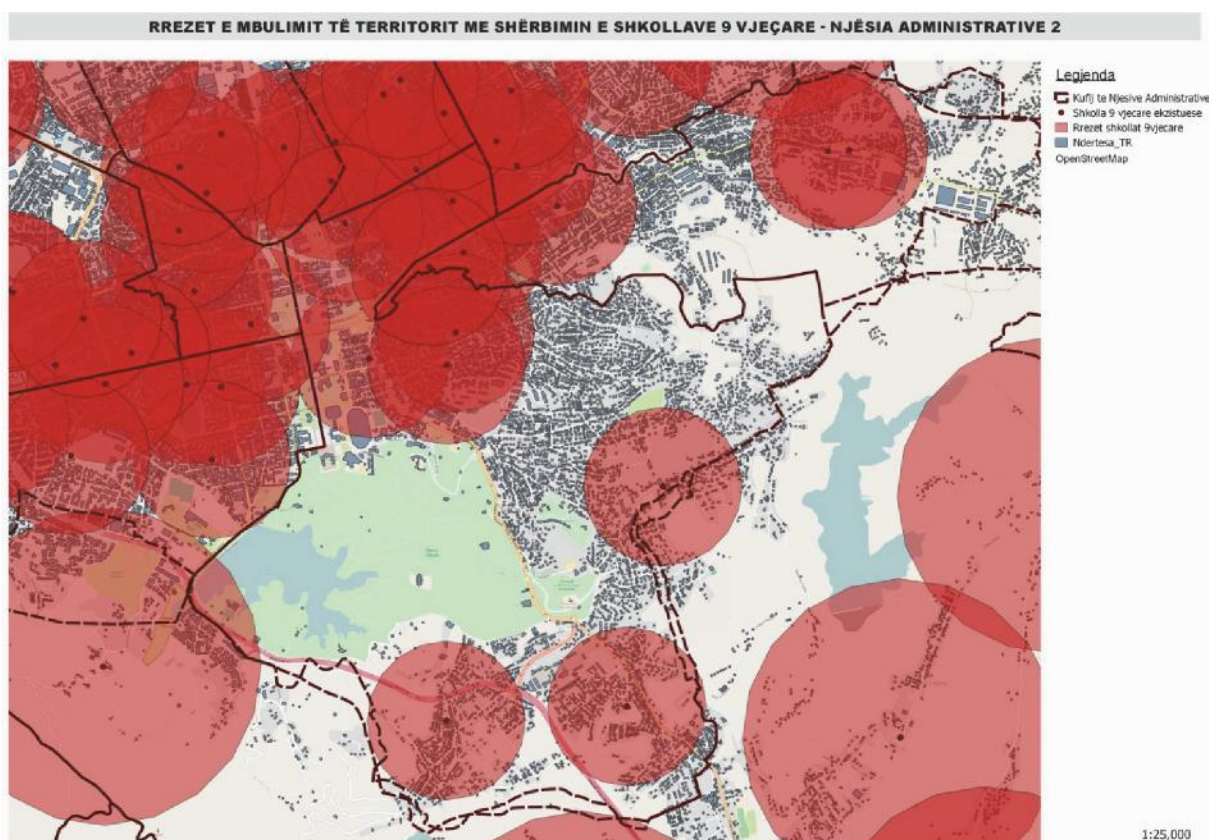 RREZET E MBULIMIT TË TERRITORIT ME SHËRBIMIN E SHKOLLAVE 9 VJEÇARE - NJËSIA ADMINISTRATIVE 2
Legjenda
Kufij te Njesive Administrative
Shkolla 9 vjecare ekzistuese
Rrezet shkollat 9vjecare
Ndertesa_TR
OpenStreetMap
1:25,000